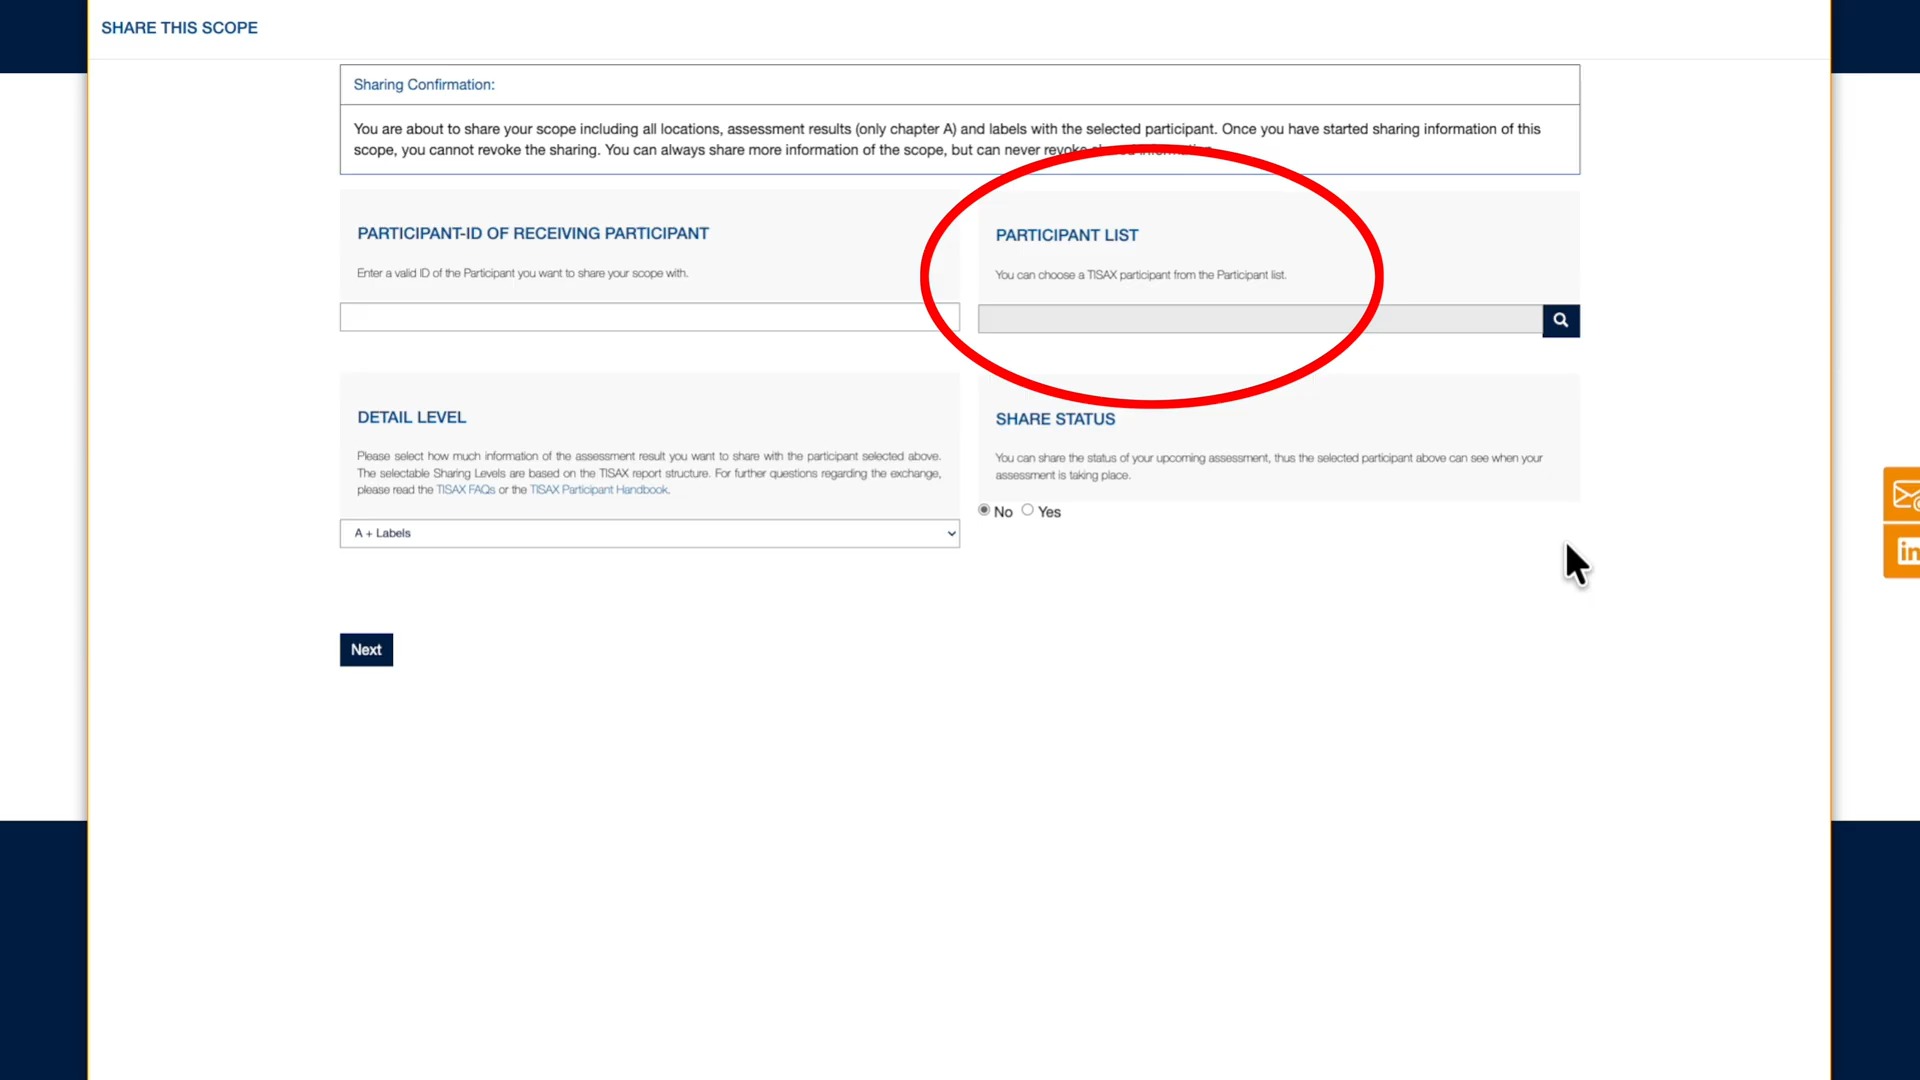 SHARE THIS SCOPE
Sharing Confirmation:
You are about to share your scope including all locations, assessment results (only chapter A) and labels with the selected participant. Once you have started sharing information of this
scope, you cannot revoke the sharing. You can always share more information of the scope, but can never revoke shared information.
PARTICIPANT-ID OF RECEIVING PARTICIPANT
Enter a valid ID of the Participant you want to share your scope with.
PARTICIPANT LIST
You can choose a TISAX participant from the Participant list.
DETAIL LEVEL
Please select how much information of the assessment result you want to share with the participant selected above.
The selectable Sharing Levels are based on the TISAX report structure. For further questions regarding the exchange,
please read the TISAX FAQs or the TISAX Participant Handbook.
A + Labels
SHARE STATUS
You can share the status of your upcoming assessment, thus the selected participant above can see when your
assessment is taking place.
No Yes
Next
in